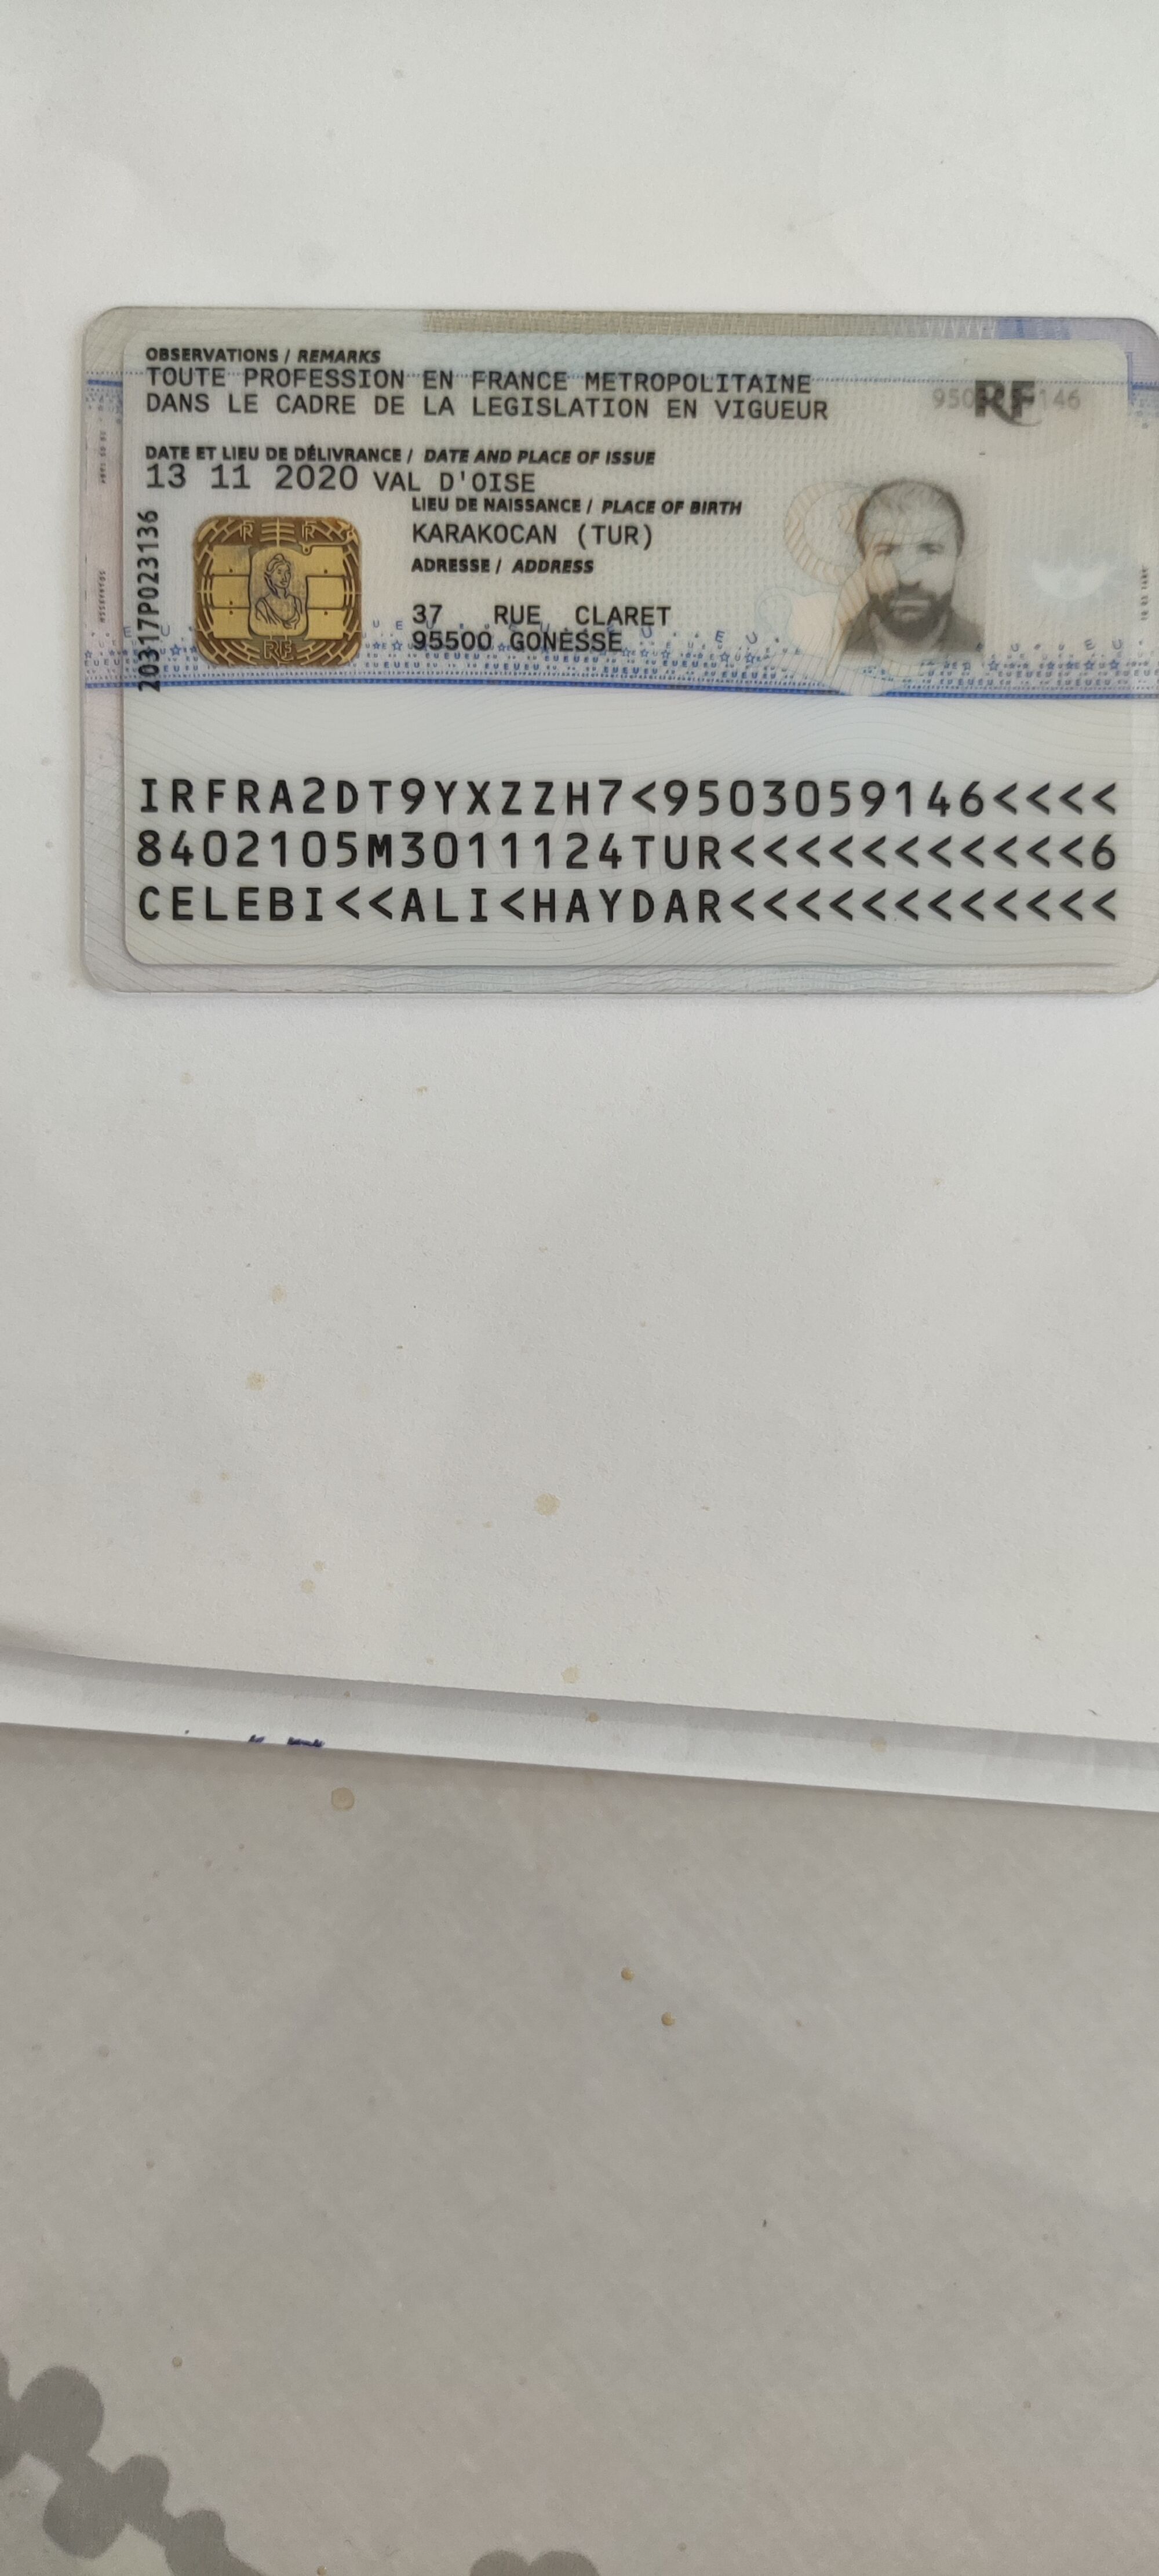 OBSERVATIONS / REMARKS
TOUTE PROFESSION EN FRANCE METROPOLITAINE
DANS LE CADRE DE LA LEGISLATION EN VIGUEUR
RF
DATE ET LIEU DE DÉLIVRANCE / DATE AND PLACE OF ISSUE
13 11 2020 VAL D'OISE
LIEU DE NAISSANCE / PLACE OF BIRTH
KARAKOCAN (TUR)
ADRESSE / ADDRESS
37 RUE CLARET
95500 GONESSE
20317P023136
IRFRA2DT9YXZZH7<9503059146<<<<
8402105M3011124TUR<<<<<<<<<<<6
CELEBI<<ALI<HAYDAR<<<<<<<<<<<<